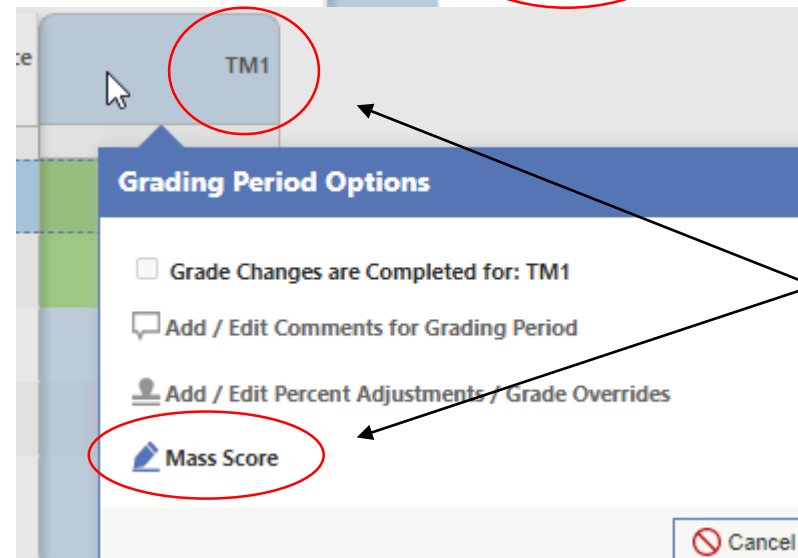 TM1
Grading Period Options
Grade Changes are Completed for: TM1
Add / Edit Comments for Grading Period
Add / Edit Percent Adjustments / Grade Overrides
Mass Score
Cancel